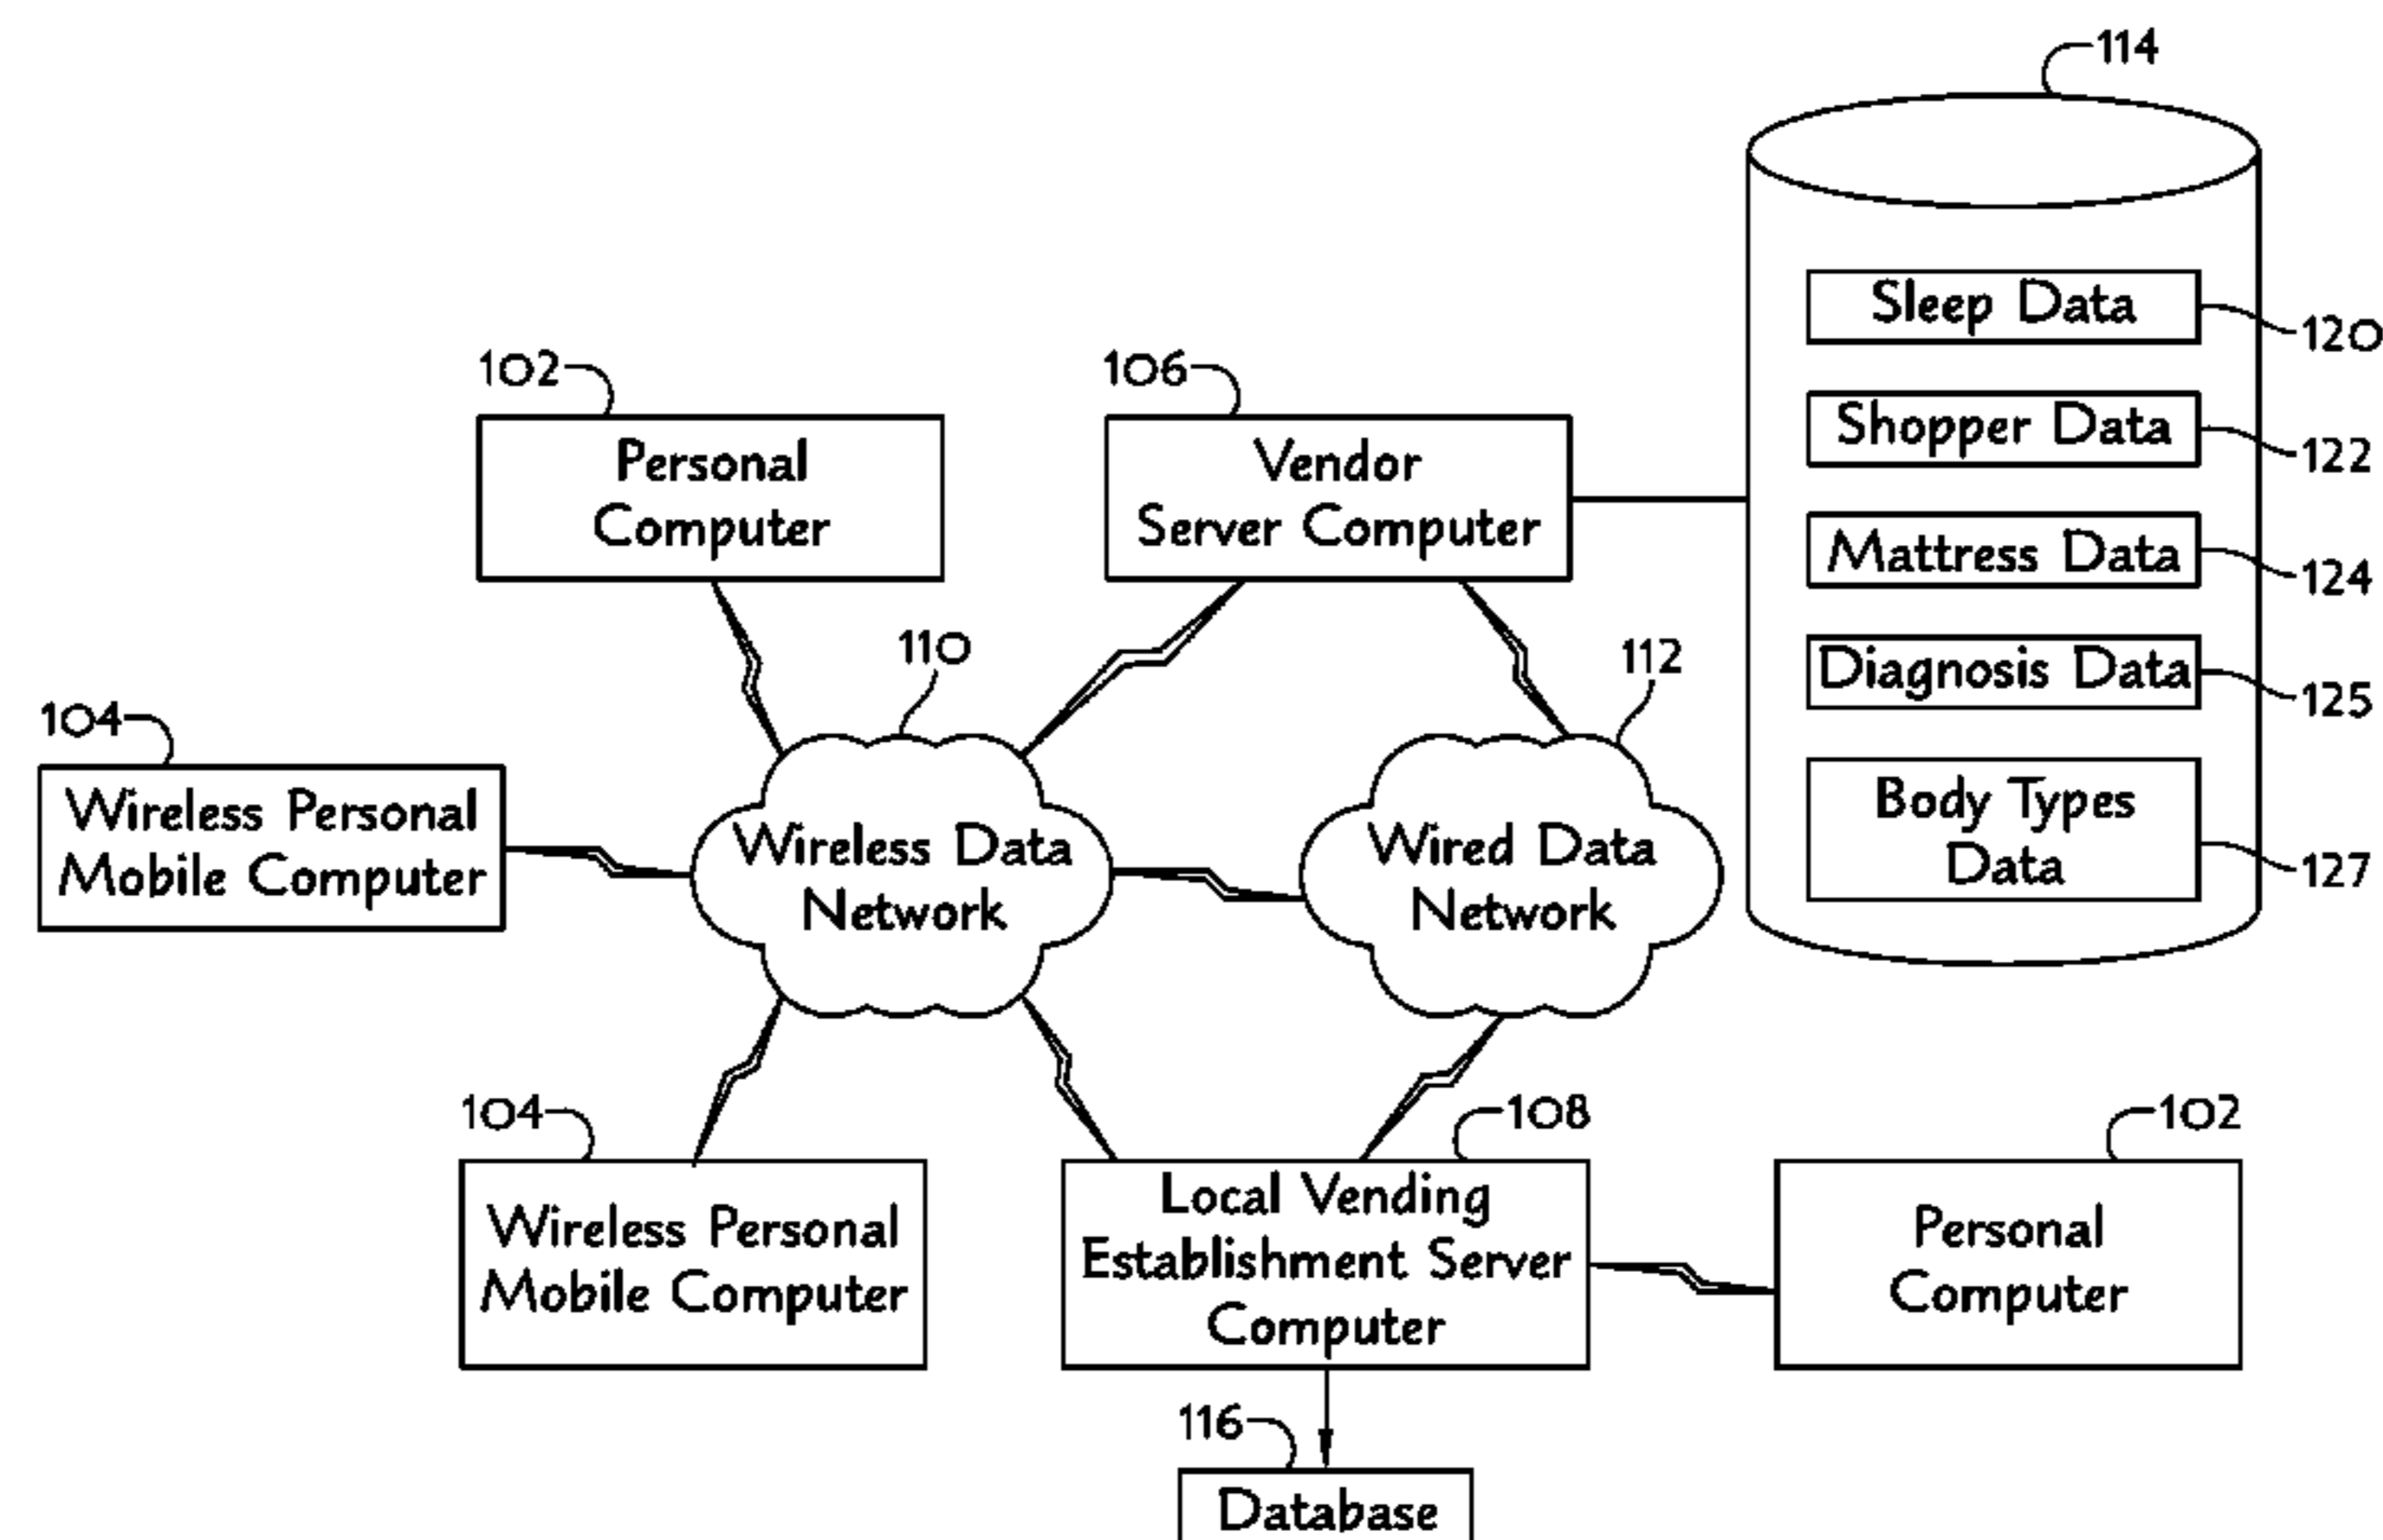 114
Sleep Data
120
102
106
Shopper Data
122
Personal
Computer
Vendor
Server Computer
Mattress Data
124
110
112
Diagnosis Data
125
104
Wireless Personal
Mobile Computer
Wireless Data
Network
Wired Data
Network
Body Types
Data
127
104
108
102
Wireless Personal
Mobile Computer
Local Vending
Establishment Server
Computer
Personal
Computer
116
Database